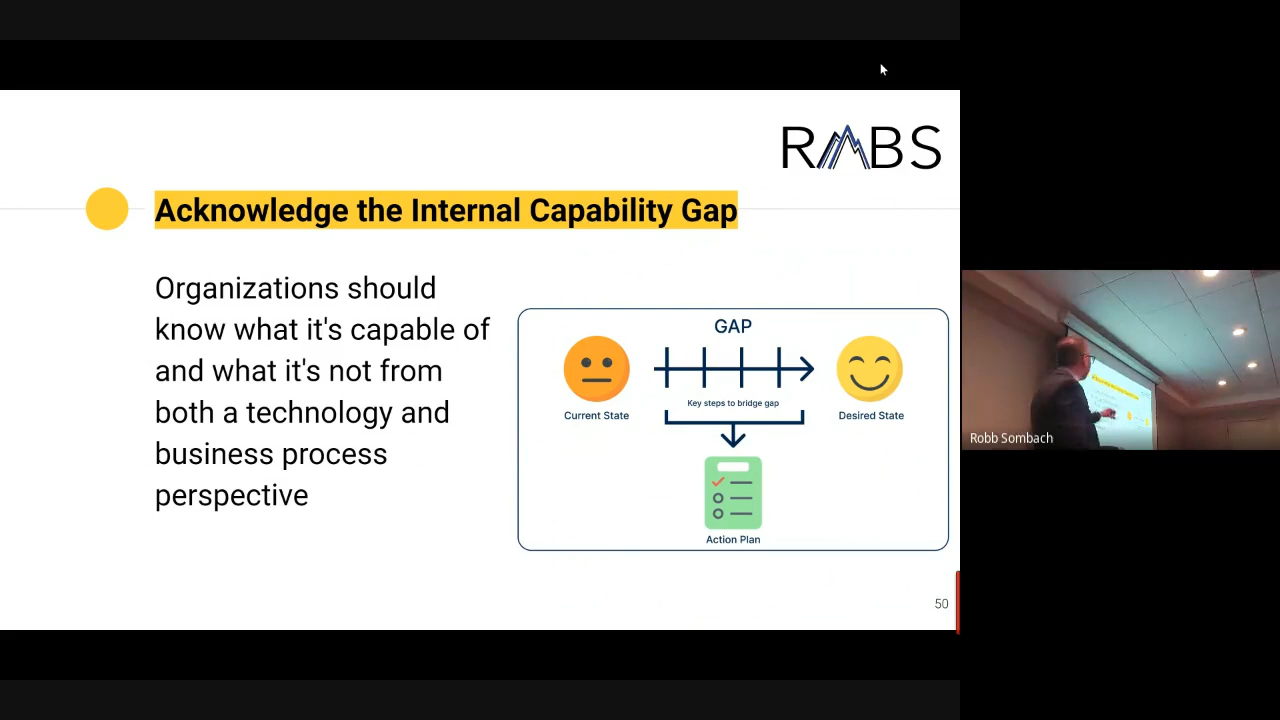 RMBS
Acknowledge the Internal Capability Gap
Organizations should
know what it's capable of
and what it's not from
both a technology and
business process
perspective
GAP
Key steps to bridge gap
Current State
Desired State
Action Plan
50
Robb Sombach